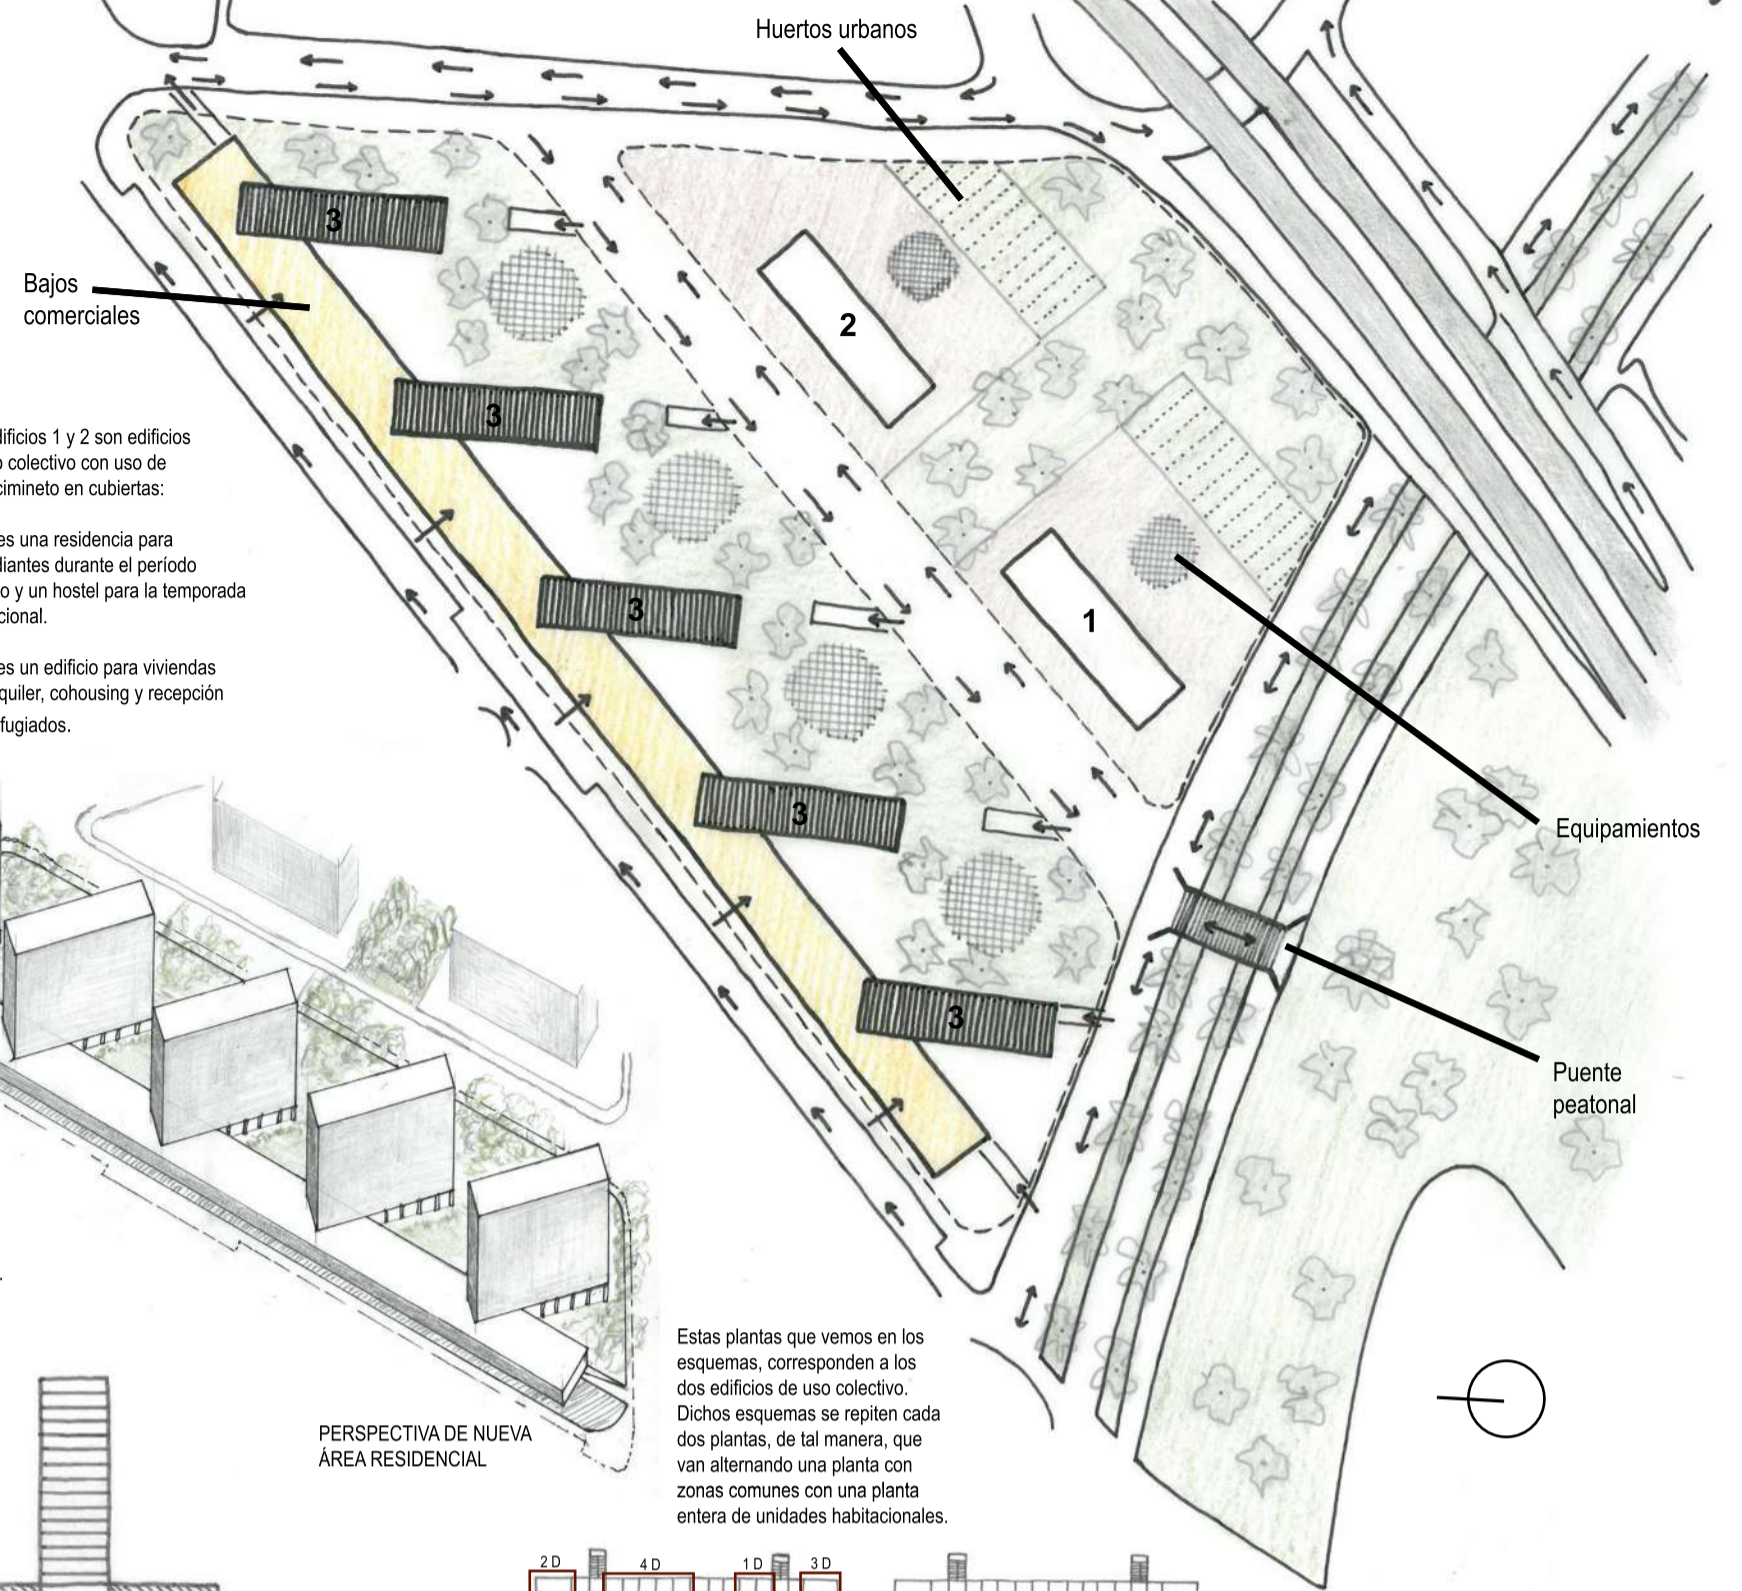 Huertos urbanos
3
2
Bajos
comerciales
3
dificios 1 y 2 son edificios
o colectivo con uso de
cimineto en cubiertas:
es una residencia para
diantes durante el período
o y un hostel para la temporada
cional.
3
1
es un edificio para viviendas
quiler, cohousing y recepción
fugiados.
3
Equipamientos
3
Puente
peatonal
PERSPECTIVA DE NUEVA
ÁREA RESIDENCIAL
Estas plantas que vemos en los
esquemas, corresponden a los
dos edificios de uso colectivo.
Dichos esquemas se repiten cada
dos plantas, de tal manera, que
van alternando una planta con
zonas comunes con una planta
entera de unidades habitacionales.
2 D 4 D 1 D 3 D